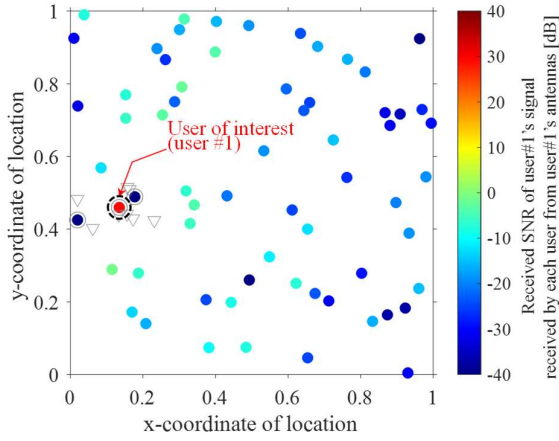 1
0.8
0.6
0.4
0.2
0
0 0.2 0.4 0.6 0.8 1
y-coordinate of location
x-coordinate of location
User of interest
(user #1)
40
30
20
10
0
-10
-20
-30
-40
Received SNR of user#1's signal
received by each user from user#1's antennas [dB]